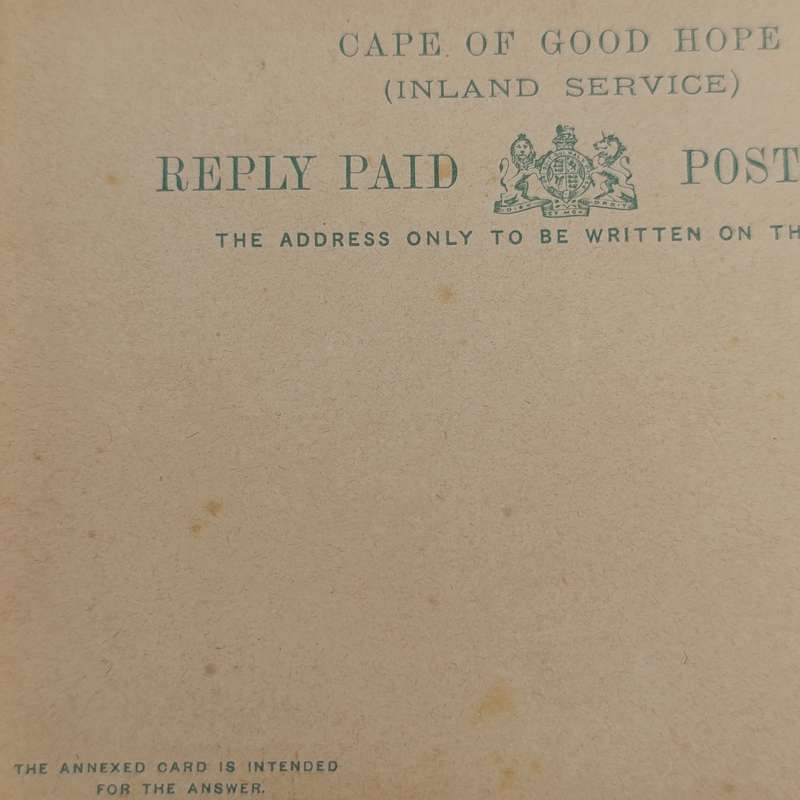 CAPE OF GOOD HOPE
(INLAND SERVICE)
REPLY PAID POST
THE ADDRESS ONLY TO BE WRITTEN ON TH
THE ANNEXED CARD IS INTENDED
FOR THE ANSWER.